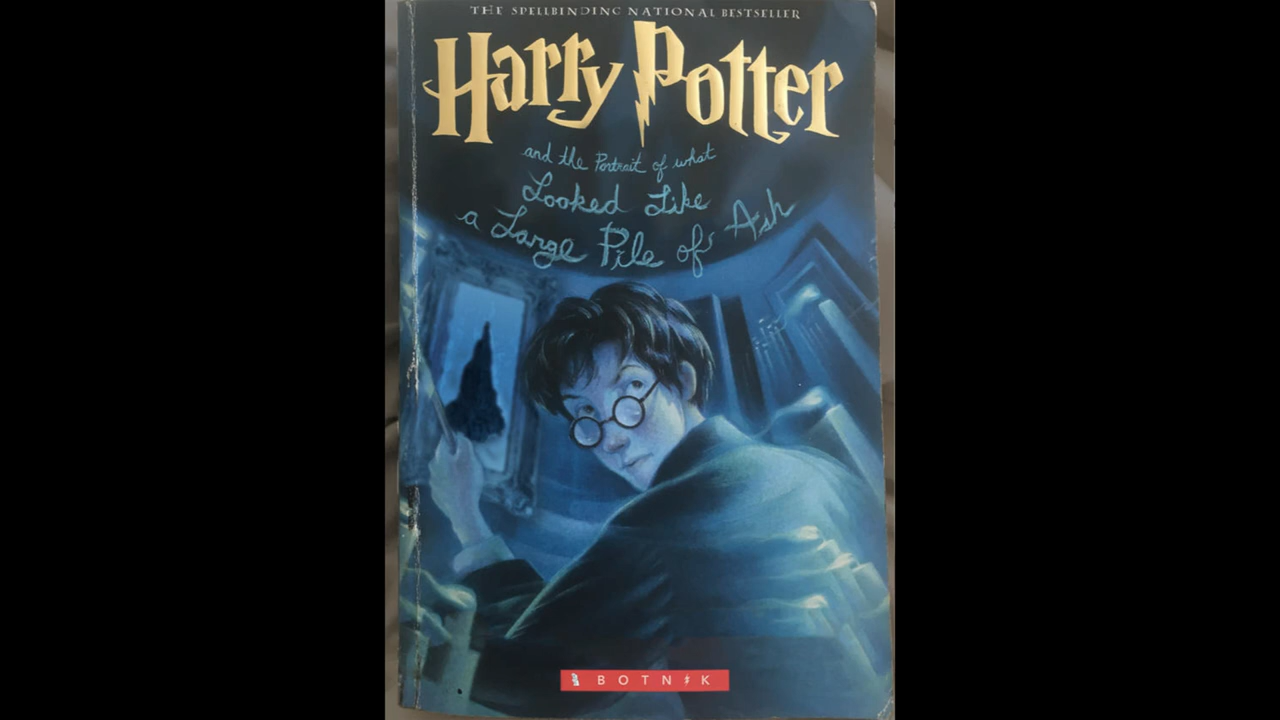 THE SPELLBINDING NATIONAL BESTSELLER
Harry Potter
and the Portrait of what
Looked Like
a Large Pile of Ash
BOTNIK